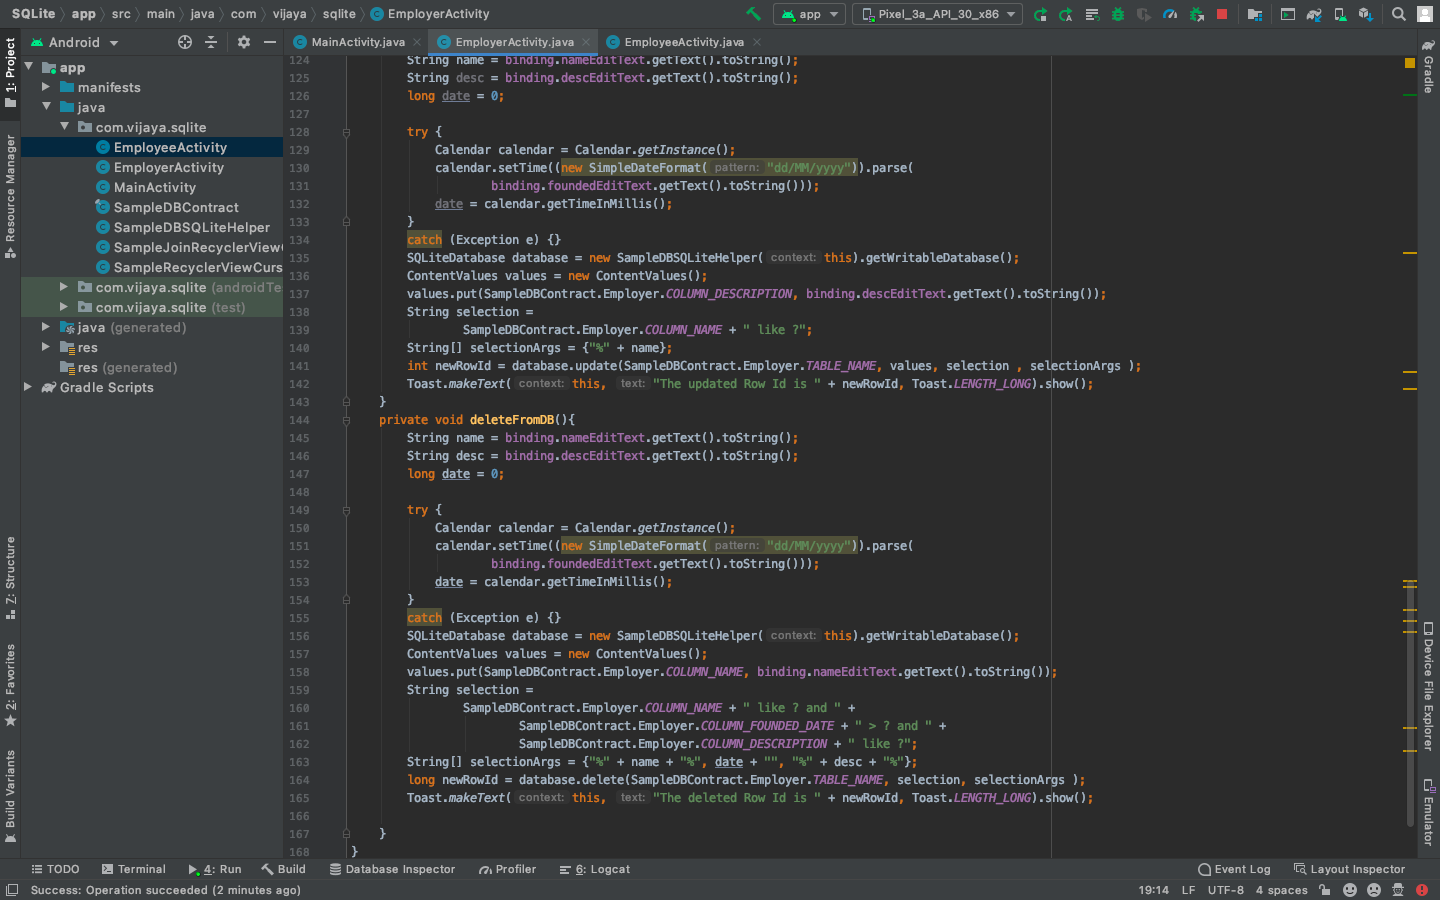 SQLite app src main java com vijaya sqlite EmployerActivity
app Pixel_3a_API_30_x86
Android
MainActivity.java EmployerActivity.java EmployeeActivity.java
1: Project
Resource Manager
Z: Structure
2: Favorites
Build Variants
app
manifests
java
com.vijaya.sqlite
EmployeeActivity
EmployerActivity
MainActivity
SampleDBContract
SampleDBSQLiteHelper
SampleJoinRecyclerView
SampleRecyclerViewCurs
com.vijaya.sqlite (androidTe
com.vijaya.sqlite (test)
java (generated)
res
res (generated)
Gradle Scripts
124 String name = binding.nameEditText.getText().toString();
125 String desc = binding.descEditText.getText().toString();
126 long date = 0;
127
128 try {
129 Calendar calendar = Calendar.getInstance();
130 calendar.setTime((new SimpleDateFormat( pattern: "dd/MM/yyyy")).parse(
131 binding.foundedEditText.getText().toString()));
132 date = calendar.getTimeInMillis();
133 }
134 catch (Exception e) {}
135 SQLiteDatabase database = new SampleDBSQLiteHelper( context: this).getWritableDatabase();
136 ContentValues values = new ContentValues();
137 values.put(SampleDBContract.Employer.COLUMN_DESCRIPTION, binding.descEditText.getText().toString());
138 String selection =
139 SampleDBContract.Employer.COLUMN_NAME + " like ?";
140 String[] selectionArgs = {"%" + name};
141 int newRowId = database.update(SampleDBContract.Employer.TABLE_NAME, values, selection , selectionArgs );
142 Toast.makeText( context: this, text: "The updated Row Id is " + newRowId, Toast.LENGTH_LONG).show();
143 }
144 private void deleteFromDB(){
145 String name = binding.nameEditText.getText().toString();
146 String desc = binding.descEditText.getText().toString();
147 long date = 0;
148
149 try {
150 Calendar calendar = Calendar.getInstance();
151 calendar.setTime((new SimpleDateFormat( pattern: "dd/MM/yyyy")).parse(
152 binding.foundedEditText.getText().toString()));
153 date = calendar.getTimeInMillis();
154 }
155 catch (Exception e) {}
156 SQLiteDatabase database = new SampleDBSQLiteHelper( context: this).getWritableDatabase();
157 ContentValues values = new ContentValues();
158 values.put(SampleDBContract.Employer.COLUMN_NAME, binding.nameEditText.getText().toString());
159 String selection =
160 SampleDBContract.Employer.COLUMN_NAME + " like ? and " +
161 SampleDBContract.Employer.COLUMN_FOUNDED_DATE + " > ? and " +
162 SampleDBContract.Employer.COLUMN_DESCRIPTION + " like ?";
163 String[] selectionArgs = {"%" + name + "%", date + "", "%" + desc + "%"};
164 long newRowId = database.delete(SampleDBContract.Employer.TABLE_NAME, selection, selectionArgs );
165 Toast.makeText( context: this, text: "The deleted Row Id is " + newRowId, Toast.LENGTH_LONG).show();
166
167 }
168 }
Gradle
Device File Explorer
Emulator
TODO Terminal 4: Run Build Database Inspector Profiler 6: Logcat Event Log Layout Inspector
Success: Operation succeeded (2 minutes ago) 19:14 LF UTF-8 4 spaces